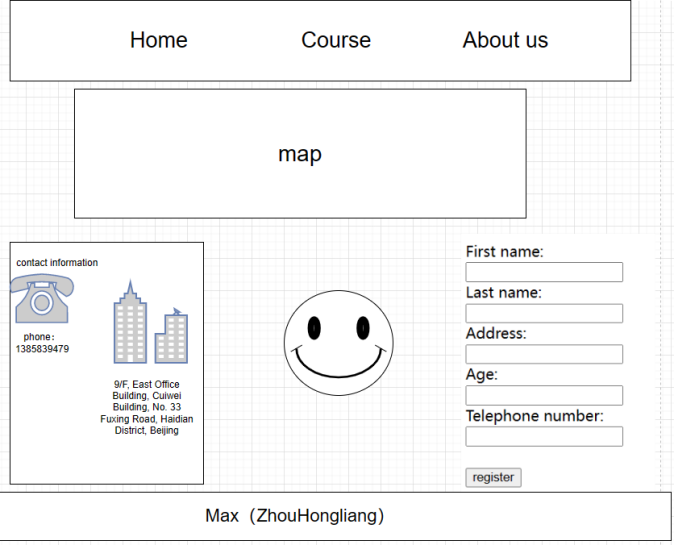 Home Course About us
map
contact information
phone:
1385839479
9/F, East Office
Building, Cuiwei
Building, No. 33
Fuxing Road, Haidian
District, Beijing
First name:
Last name:
Address:
Age:
Telephone number:
register
Max（ZhouHongliang）